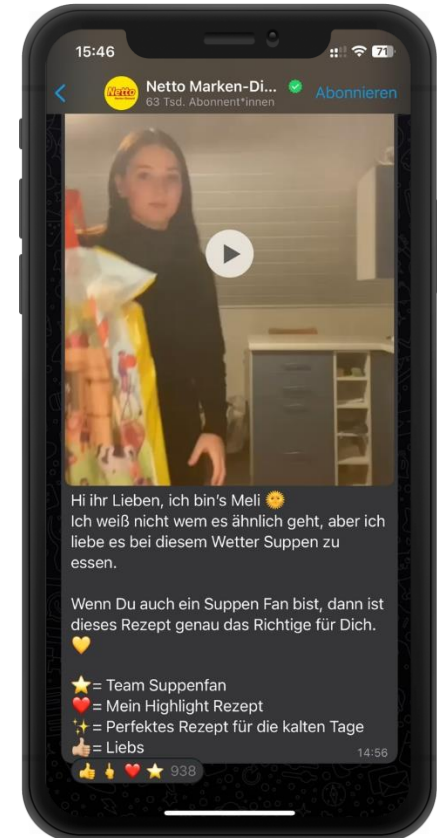 15:46
71
Netto
Netto Marken-Di...
63 Tsd. Abonnent*innen
Abonnieren
Hi ihr Lieben, ich bin's Meli 🌞
Ich weiß nicht wem es ähnlich geht, aber ich
liebe es bei diesem Wetter Suppen zu
essen.
Wenn Du auch ein Suppen Fan bist, dann ist
dieses Rezept genau das Richtige für Dich.
💛
⭐= Team Suppenfan
❤️= Mein Highlight Rezept
✨= Perfektes Rezept für die kalten Tage
👍🏼= Liebs
14:56
938